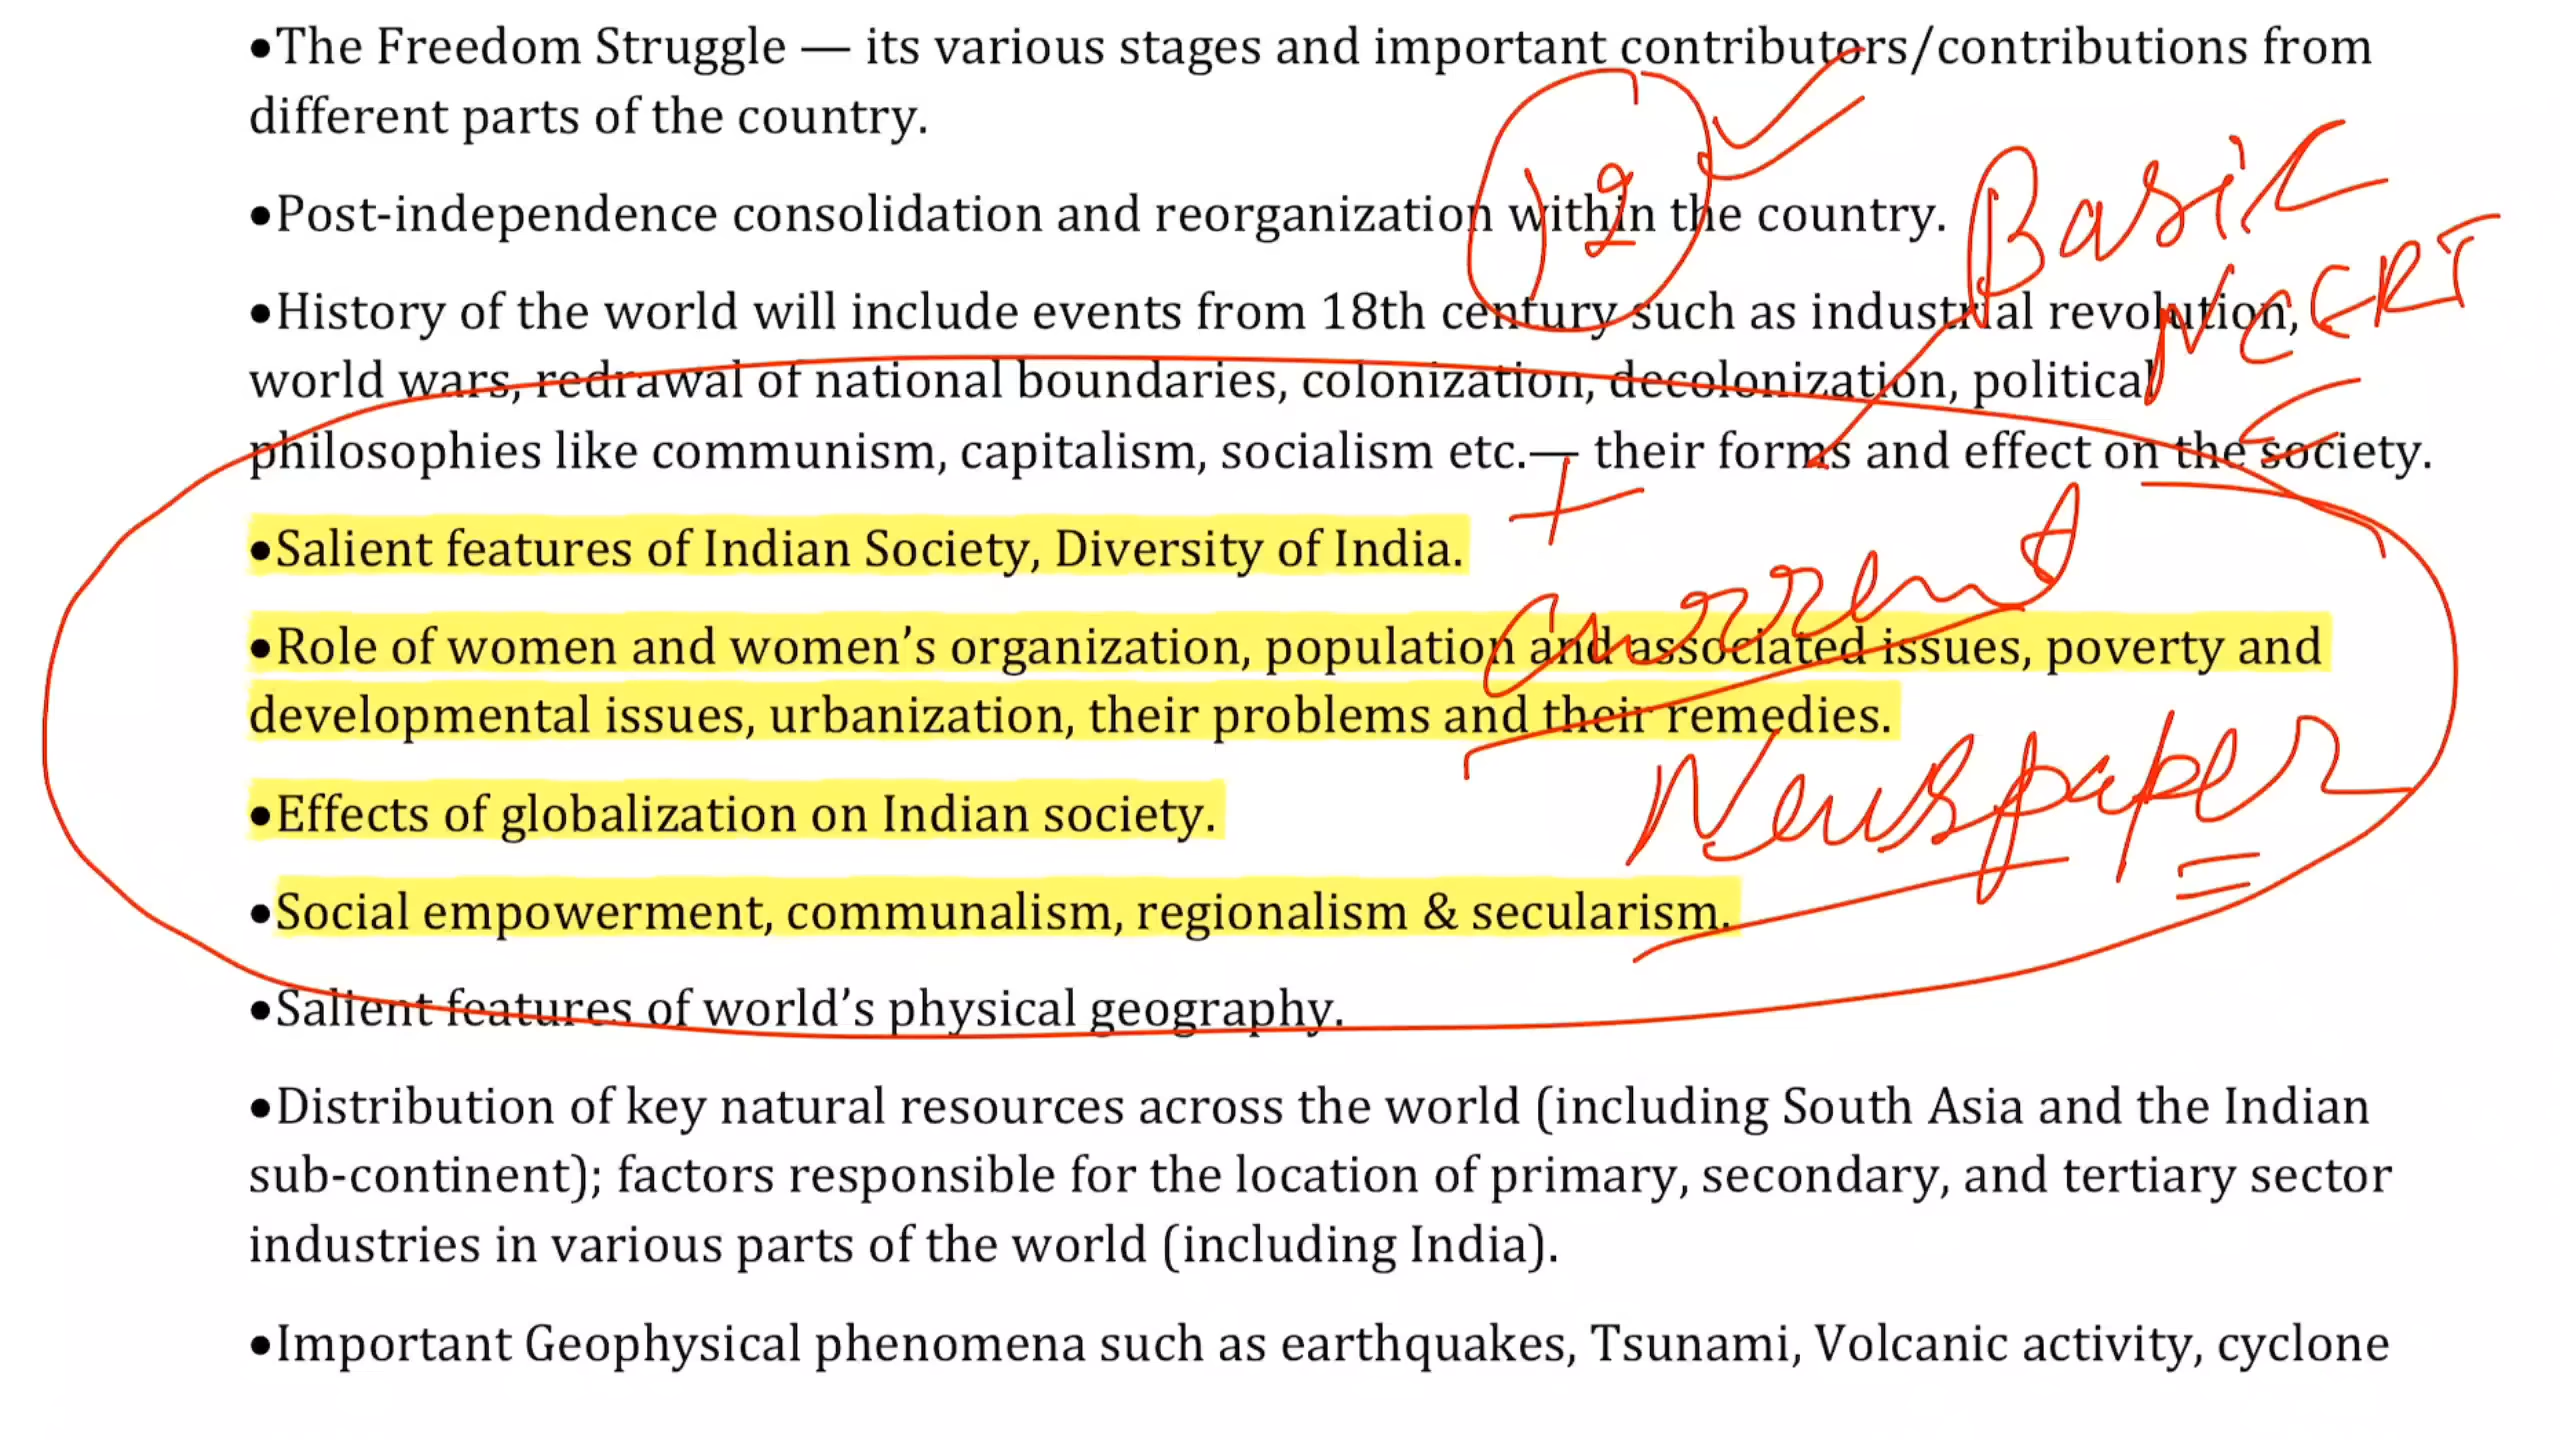 •The Freedom Struggle — its various stages and important contributors/contributions from
different parts of the country.
•Post-independence consolidation and reorganization within the country.
12
Basic
NCERT
•History of the world will include events from 18th century such as industrial revolution,
world wars, redrawal of national boundaries, colonization, decolonization, political
philosophies like communism, capitalism, socialism etc.— their forms and effect on the society.
+
•Salient features of Indian Society, Diversity of India.
Current
•Role of women and women’s organization, population and associated issues, poverty and
developmental issues, urbanization, their problems and their remedies.
Newspaper
•Effects of globalization on Indian society.
•Social empowerment, communalism, regionalism & secularism.
•Salient features of world’s physical geography.
•Distribution of key natural resources across the world (including South Asia and the Indian
sub-continent); factors responsible for the location of primary, secondary, and tertiary sector
industries in various parts of the world (including India).
•Important Geophysical phenomena such as earthquakes, Tsunami, Volcanic activity, cyclone